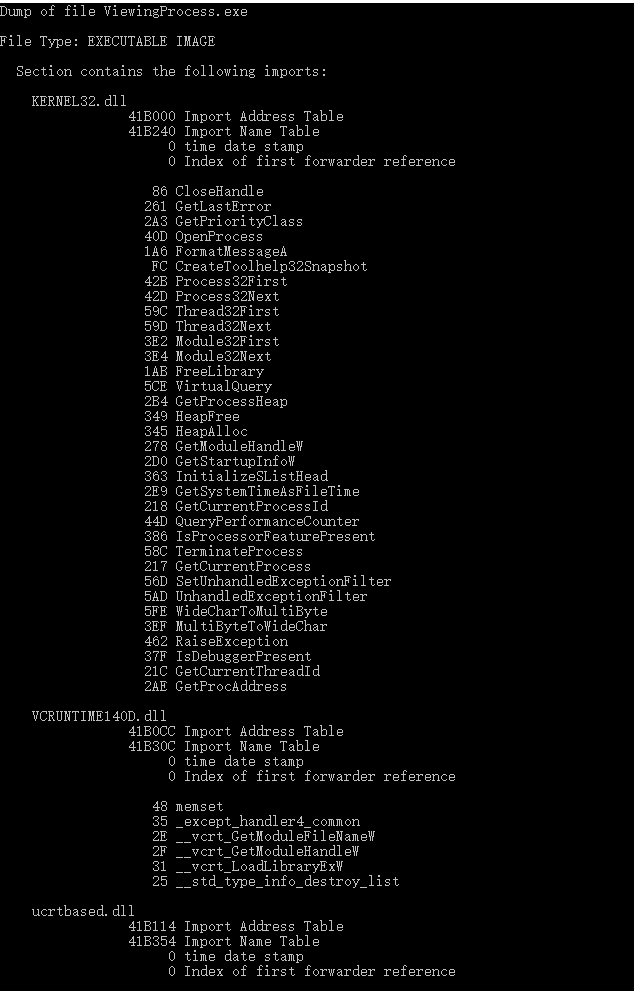 Dump of file ViewingProcess.exe
File Type: EXECUTABLE IMAGE
Section contains the following imports:
KERNEL32.dll
41B000 Import Address Table
41B240 Import Name Table
0 time date stamp
0 Index of first forwarder reference
86 CloseHandle
261 GetLastError
2A3 GetPriorityClass
40D OpenProcess
1A6 FormatMessageA
FC CreateToolhelp32Snapshot
42B Process32First
42D Process32Next
59C Thread32First
59D Thread32Next
3E2 Module32First
3E4 Module32Next
1AB FreeLibrary
5CE VirtualQuery
2B4 GetProcessHeap
349 HeapFree
345 HeapAlloc
278 GetModuleHandleW
2D0 GetStartupInfoW
363 InitializeSListHead
2E9 GetSystemTimeAsFileTime
218 GetCurrentProcessId
44D QueryPerformanceCounter
386 IsProcessorFeaturePresent
58C TerminateProcess
217 GetCurrentProcess
56D SetUnhandledExceptionFilter
5AD UnhandledExceptionFilter
5FE WideCharToMultiByte
3EF MultiByteToWideChar
462 RaiseException
37F IsDebuggerPresent
21C GetCurrentThreadId
2AE GetProcAddress
VCRUNTIME140D.dll
41B0CC Import Address Table
41B30C Import Name Table
0 time date stamp
0 Index of first forwarder reference
48 memset
35 _except_handler4_common
2E __vcrt_GetModuleFileNameW
2F __vcrt_GetModuleHandleW
31 __vcrt_LoadLibraryExW
25 __std_type_info_destroy_list
ucrtbased.dll
41B114 Import Address Table
41B354 Import Name Table
0 time date stamp
0 Index of first forwarder reference